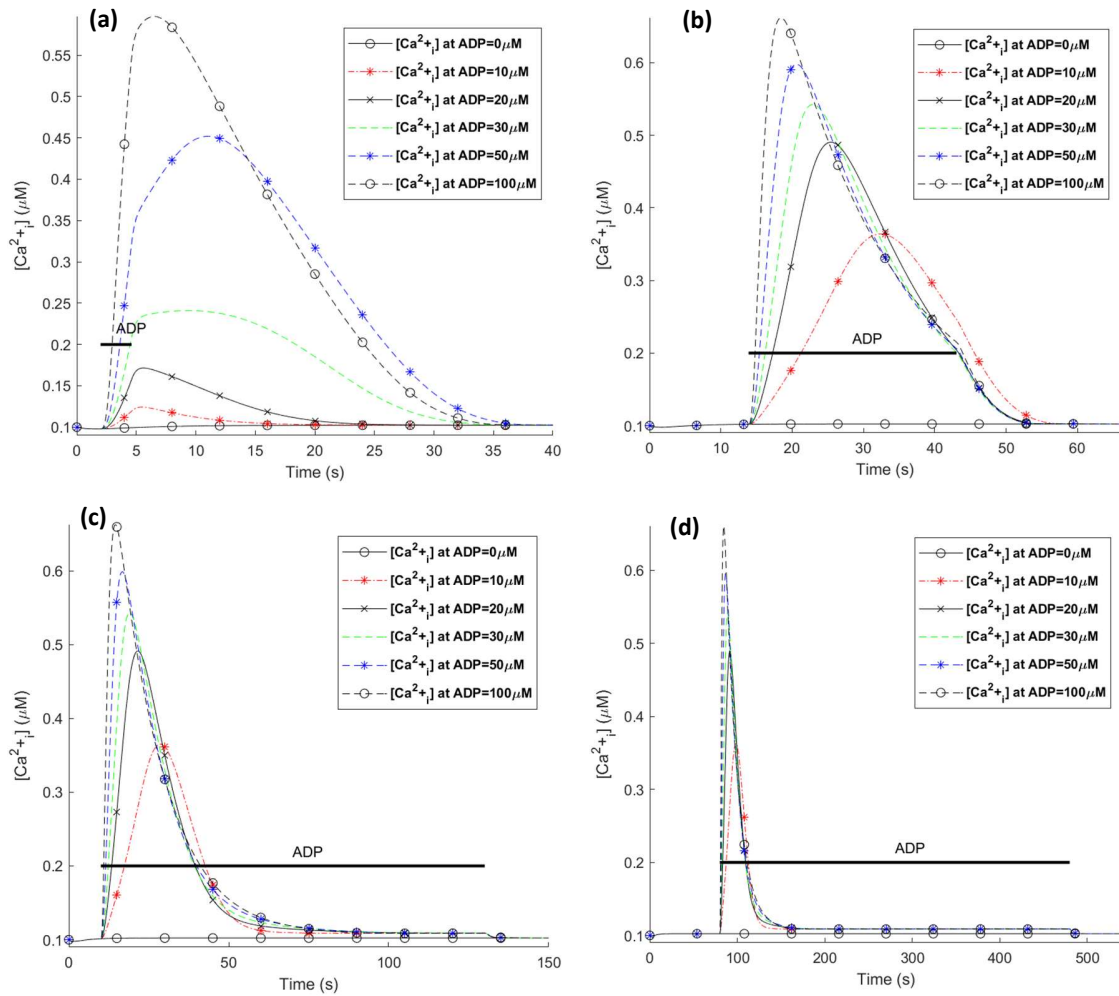 (a)
[Ca2+i] (μM)
0.55
0.5
0.45
0.4
0.35
0.3
0.25
0.2
0.15
0.1
[Ca2+i] at ADP=0μM
[Ca2+i] at ADP=10μM
[Ca2+i] at ADP=20μM
[Ca2+i] at ADP=30μM
[Ca2+i] at ADP=50μM
[Ca2+i] at ADP=100μM
ADP
0 5 10 15 20 25 30 35 40
Time (s)
(b)
[Ca2+i] (μM)
0.6
0.5
0.4
0.3
0.2
0.1
[Ca2+i] at ADP=0μM
[Ca2+i] at ADP=10μM
[Ca2+i] at ADP=20μM
[Ca2+i] at ADP=30μM
[Ca2+i] at ADP=50μM
[Ca2+i] at ADP=100μM
ADP
0 10 20 30 40 50 60
Time (s)
(c)
[Ca2+i] (μM)
0.6
0.5
0.4
0.3
0.2
0.1
[Ca2+i] at ADP=0μM
[Ca2+i] at ADP=10μM
[Ca2+i] at ADP=20μM
[Ca2+i] at ADP=30μM
[Ca2+i] at ADP=50μM
[Ca2+i] at ADP=100μM
ADP
0 50 100 150
Time (s)
(d)
[Ca2+i] (μM)
0.6
0.5
0.4
0.3
0.2
0.1
[Ca2+i] at ADP=0μM
[Ca2+i] at ADP=10μM
[Ca2+i] at ADP=20μM
[Ca2+i] at ADP=30μM
[Ca2+i] at ADP=50μM
[Ca2+i] at ADP=100μM
ADP
0 100 200 300 400 500
Time (s)